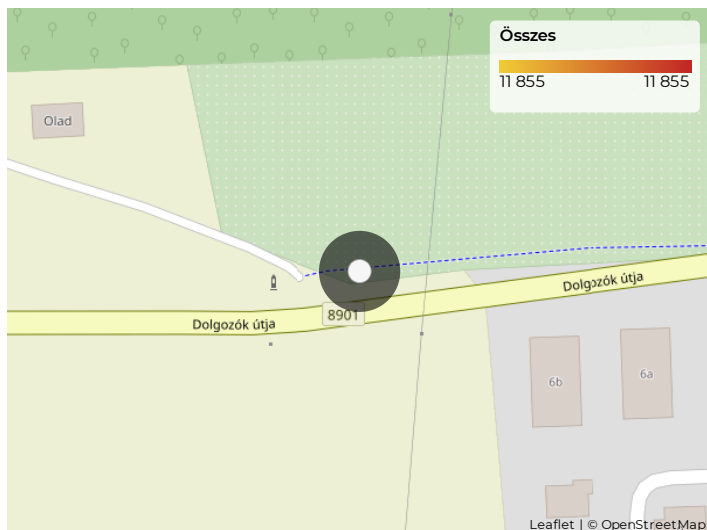 Összes
11 855 11 855
Olad
Dolgozók útja
8901
Dolgozók útja
6b
6a
Leaflet | © OpenStreetMap